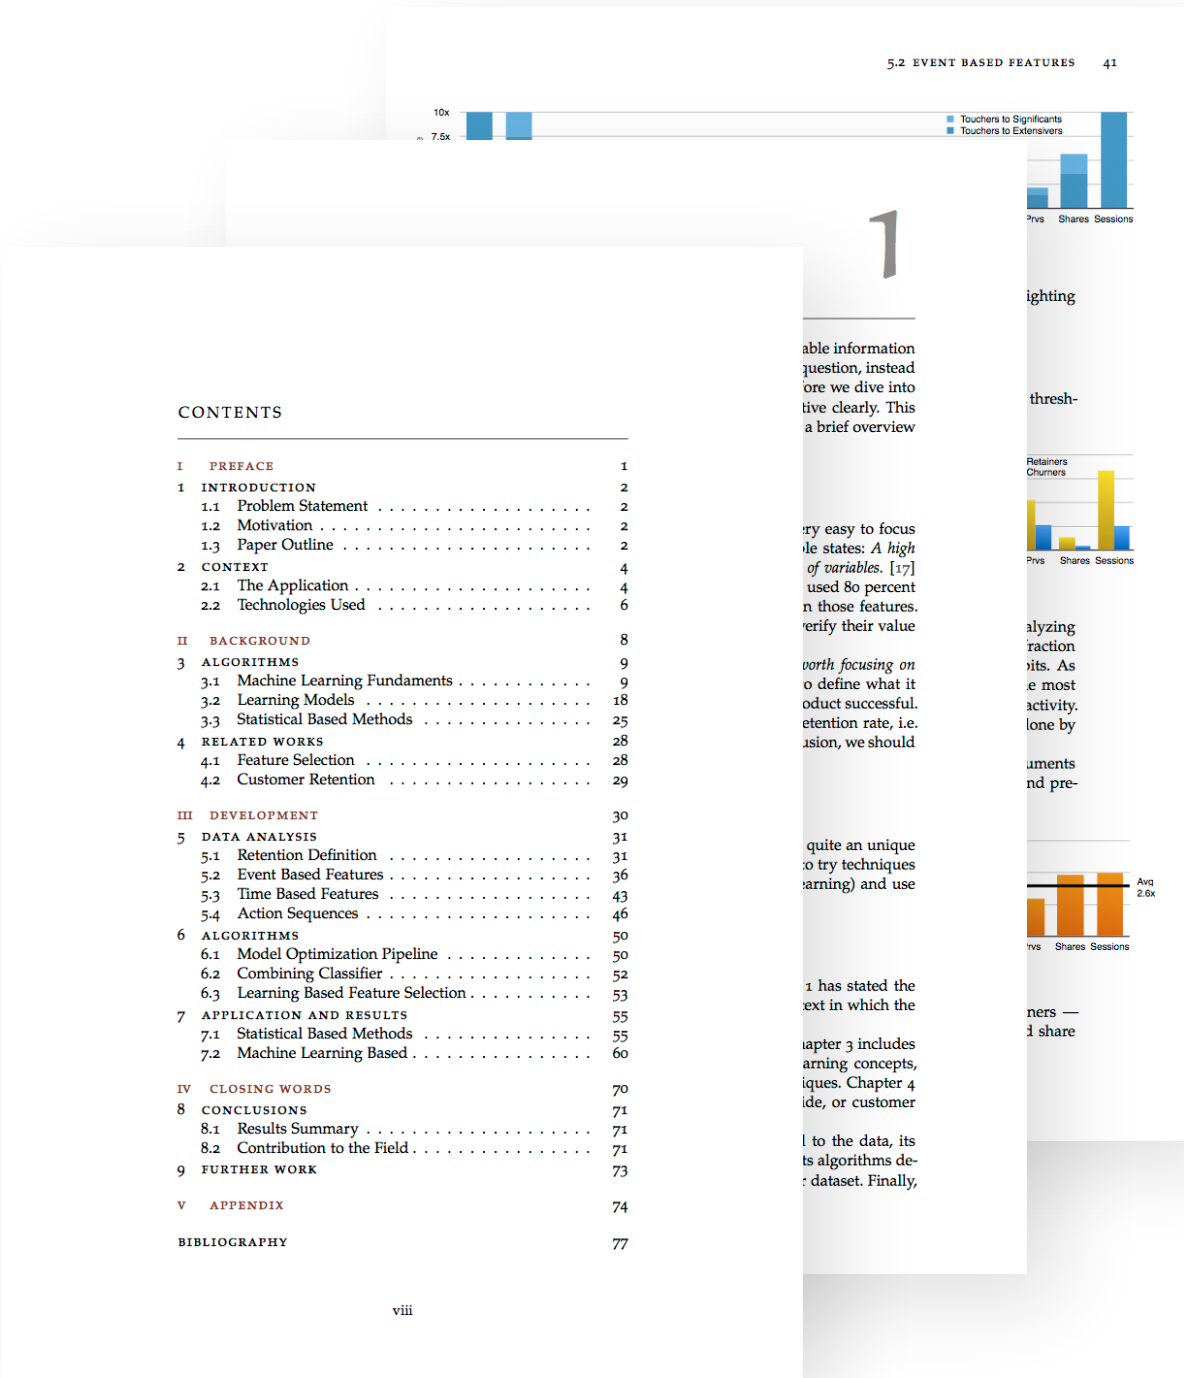 5.2 EVENT BASED FEATURES 41
10x
7.5x
Touchers to Significants
Touchers to Extensivers
Prvs Shares Sessions
ighting
thresh-
Retainers
Churners
Prvs Shares Sessions
alyzing
raction
bits. As
e most
activity.
lone by
uments
nd pre-
Avg
2.6x
Shares Sessions
ners —
d share
1
able information
question, instead
fore we dive into
tive clearly. This
a brief overview
ery easy to focus
le states: A high
of variables. [17]
used 80 percent
n those features.
verify their value
worth focusing on
o define what it
oduct successful.
etention rate, i.e.
usion, we should
quite an unique
to try techniques
earning) and use
1 has stated the
text in which the
hapter 3 includes
arning concepts,
iques. Chapter 4
ide, or customer
l to the data, its
ts algorithms de-
r dataset. Finally,
CONTENTS
I PREFACE 1
1 INTRODUCTION 2
1.1 Problem Statement . . . . . . . . . . . . . . . . . . . . 2
1.2 Motivation . . . . . . . . . . . . . . . . . . . . . . . . 2
1.3 Paper Outline . . . . . . . . . . . . . . . . . . . . . . 2
2 CONTEXT 4
2.1 The Application . . . . . . . . . . . . . . . . . . . . . 4
2.2 Technologies Used . . . . . . . . . . . . . . . . . . . . 6
II BACKGROUND 8
3 ALGORITHMS 9
3.1 Machine Learning Fundaments . . . . . . . . . . . . 9
3.2 Learning Models . . . . . . . . . . . . . . . . . . . . 18
3.3 Statistical Based Methods . . . . . . . . . . . . . . . 25
4 RELATED WORKS 28
4.1 Feature Selection . . . . . . . . . . . . . . . . . . . . 28
4.2 Customer Retention . . . . . . . . . . . . . . . . . . 29
III DEVELOPMENT 30
5 DATA ANALYSIS 31
5.1 Retention Definition . . . . . . . . . . . . . . . . . . 31
5.2 Event Based Features . . . . . . . . . . . . . . . . . . 36
5.3 Time Based Features . . . . . . . . . . . . . . . . . . 43
5.4 Action Sequences . . . . . . . . . . . . . . . . . . . . 46
6 ALGORITHMS 50
6.1 Model Optimization Pipeline . . . . . . . . . . . . . 50
6.2 Combining Classifier . . . . . . . . . . . . . . . . . . 52
6.3 Learning Based Feature Selection . . . . . . . . . . . 53
7 APPLICATION AND RESULTS 55
7.1 Statistical Based Methods . . . . . . . . . . . . . . . 55
7.2 Machine Learning Based . . . . . . . . . . . . . . . . 60
IV CLOSING WORDS 70
8 CONCLUSIONS 71
8.1 Results Summary . . . . . . . . . . . . . . . . . . . . 71
8.2 Contribution to the Field . . . . . . . . . . . . . . . . 71
9 FURTHER WORK 73
V APPENDIX 74
BIBLIOGRAPHY 77
viii